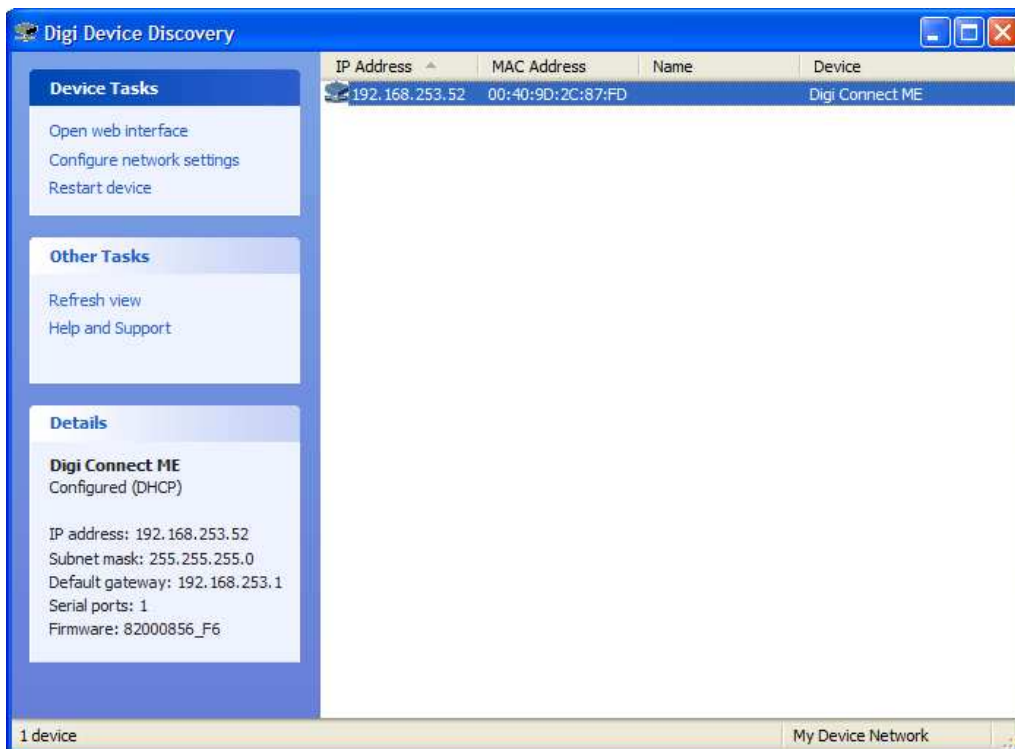 Digi Device Discovery
Device Tasks
Open web interface
Configure network settings
Restart device
Other Tasks
Refresh view
Help and Support
Details
Digi Connect ME
Configured (DHCP)
IP address: 192.168.253.52
Subnet mask: 255.255.255.0
Default gateway: 192.168.253.1
Serial ports: 1
Firmware: 82000856_F6
IP Address MAC Address Name Device
192.168.253.52 00:40:9D:2C:87:FD Digi Connect ME
1 device My Device Network